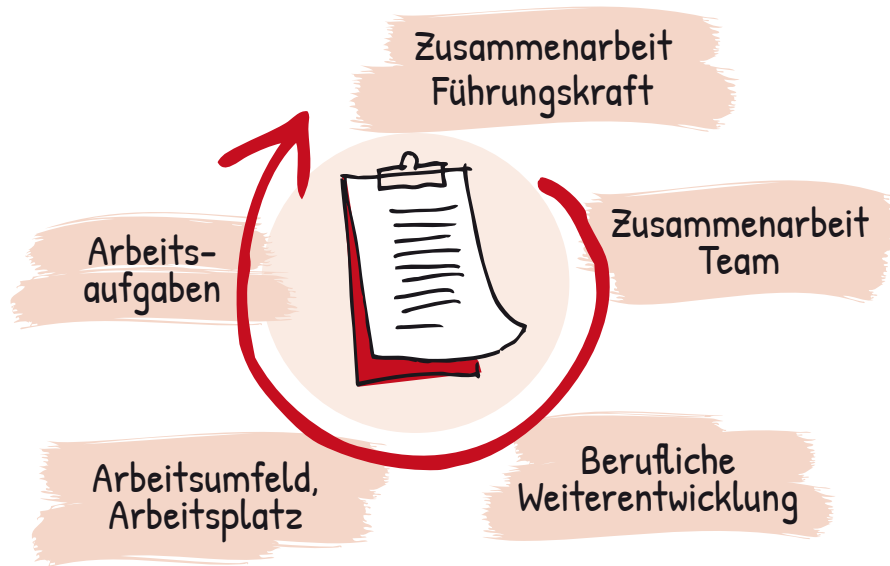 Zusammenarbeit
Führungskraft
Zusammenarbeit
Team
Berufliche
Weiterentwicklung
Arbeitsumfeld,
Arbeitsplatz
Arbeits-
aufgaben